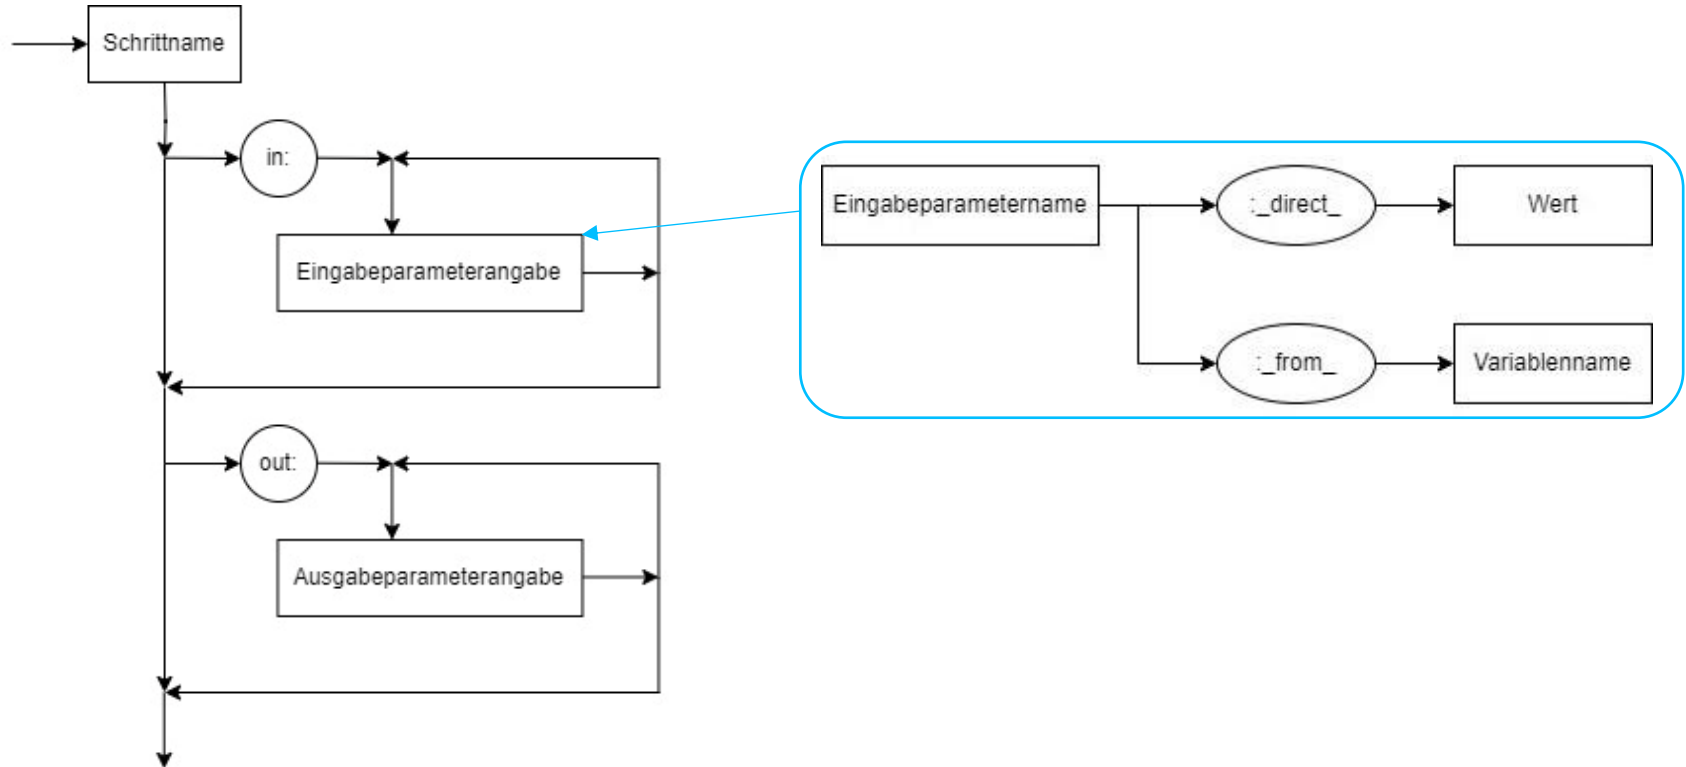 Schrittname
in:
Eingabeparameterangabe
Eingabeparametername
:_direct_
Wert
:_from_
Variablenname
out:
Ausgabeparameterangabe